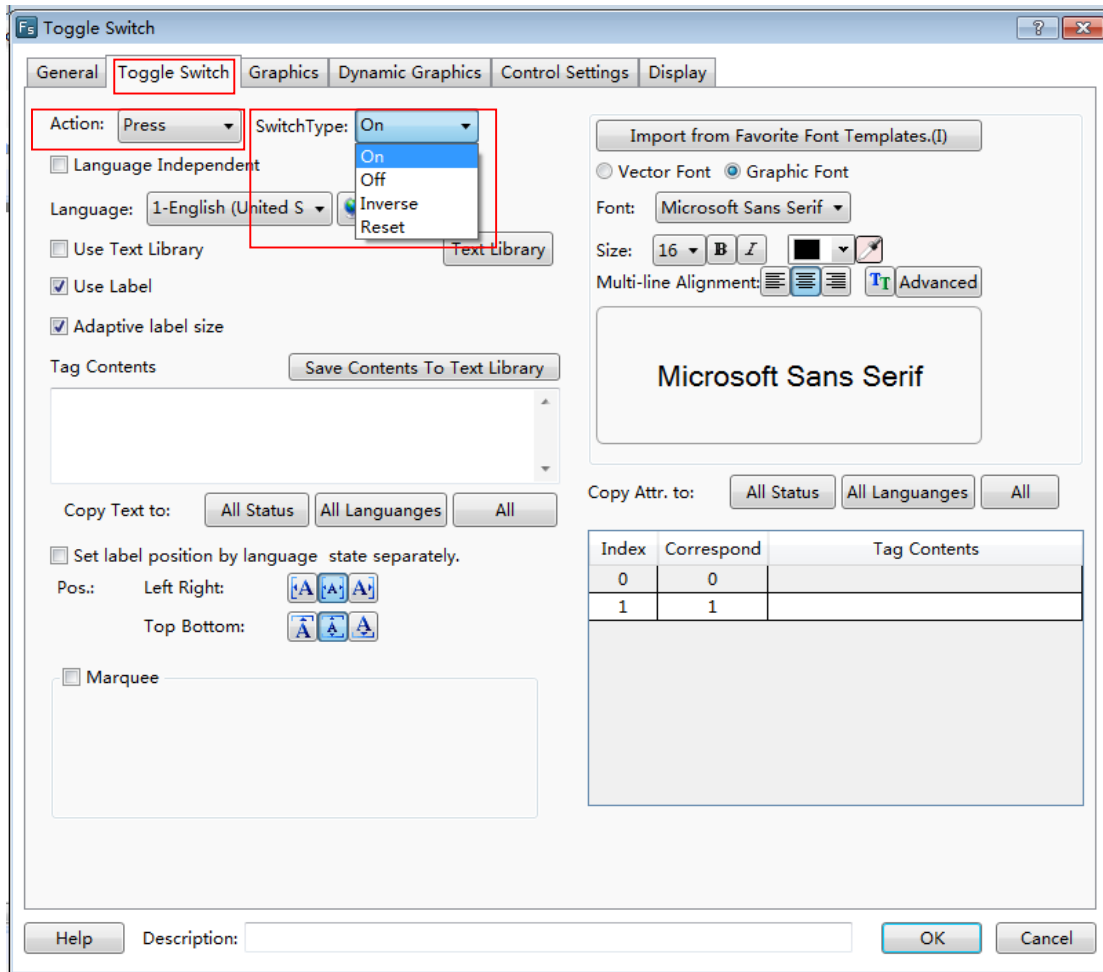 Fs Toggle Switch
General Toggle Switch Graphics Dynamic Graphics Control Settings Display
Action: Press SwitchType: On
On
Off
Inverse
Reset
Language Independent
Language: 1-English (United S
Use Text Library Text Library
Use Label
Adaptive label size
Tag Contents Save Contents To Text Library
Copy Text to: All Status All Languanges All
Set label position by language state separately.
Pos.: Left Right: A A A
Top Bottom: A A A
Marquee
Import from Favorite Font Templates.(I)
Vector Font Graphic Font
Font: Microsoft Sans Serif
Size: 16 B I
Multi-line Alignment: TT Advanced
Microsoft Sans Serif
Copy Attr. to: All Status All Languanges All
Index Correspond Tag Contents
0 0
1 1
Help Description: OK Cancel